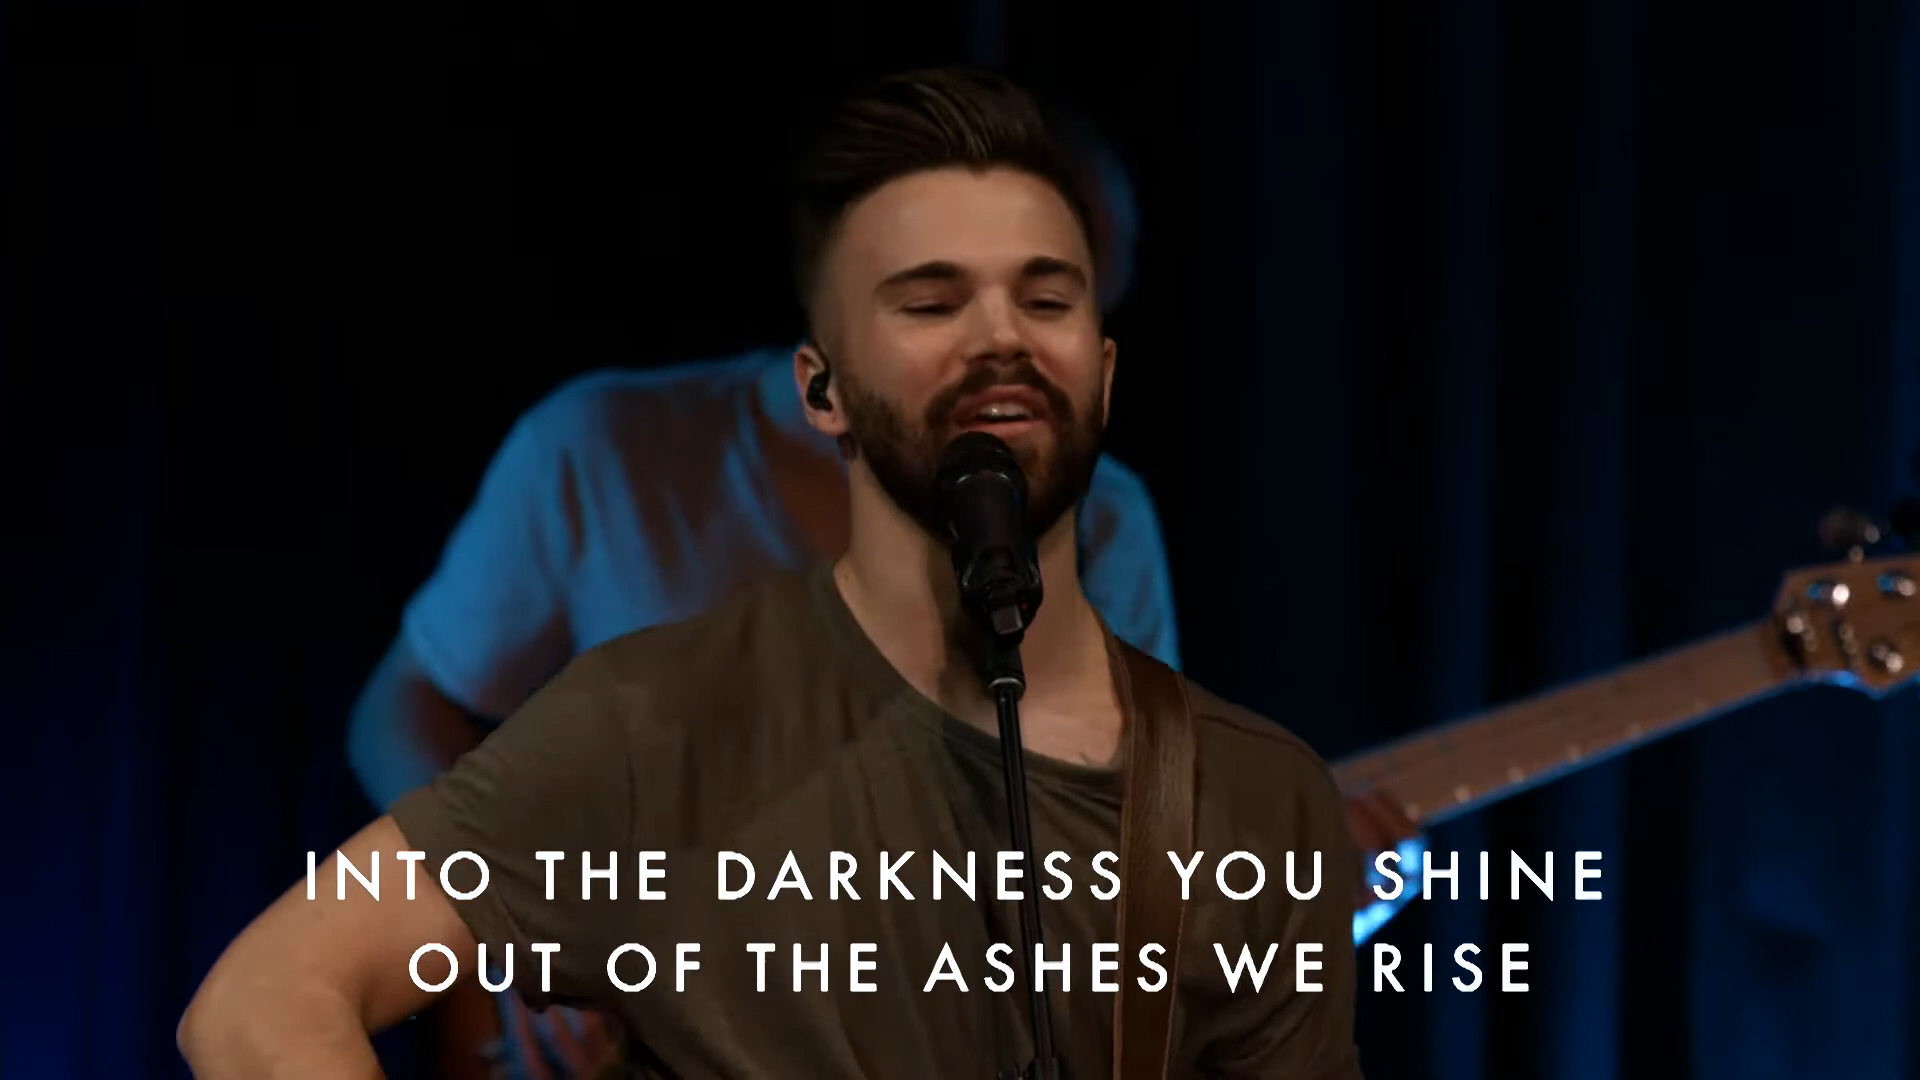 INTO THE DARKNESS YOU SHINE
OUT OF THE ASHES WE RISE